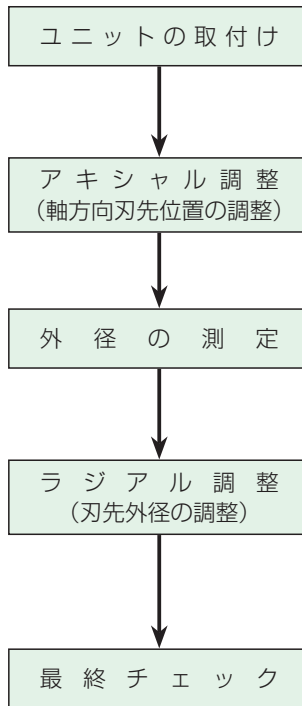 ユニットの取付け
アキシャル調整
（軸方向刃先位置の調整）
外径の測定
ラジアル調整
（刃先外径の調整）
最終チェック